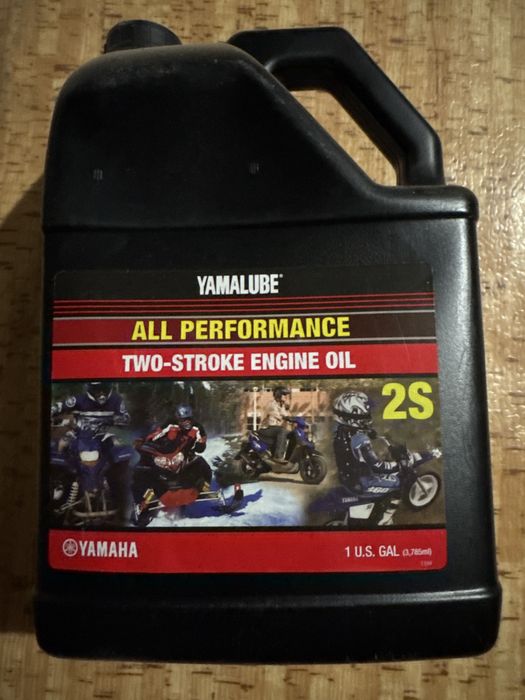 YAMALUBE®
ALL PERFORMANCE
TWO-STROKE ENGINE OIL
2S
YAMAHA
1 U.S. GAL (3,785ml)